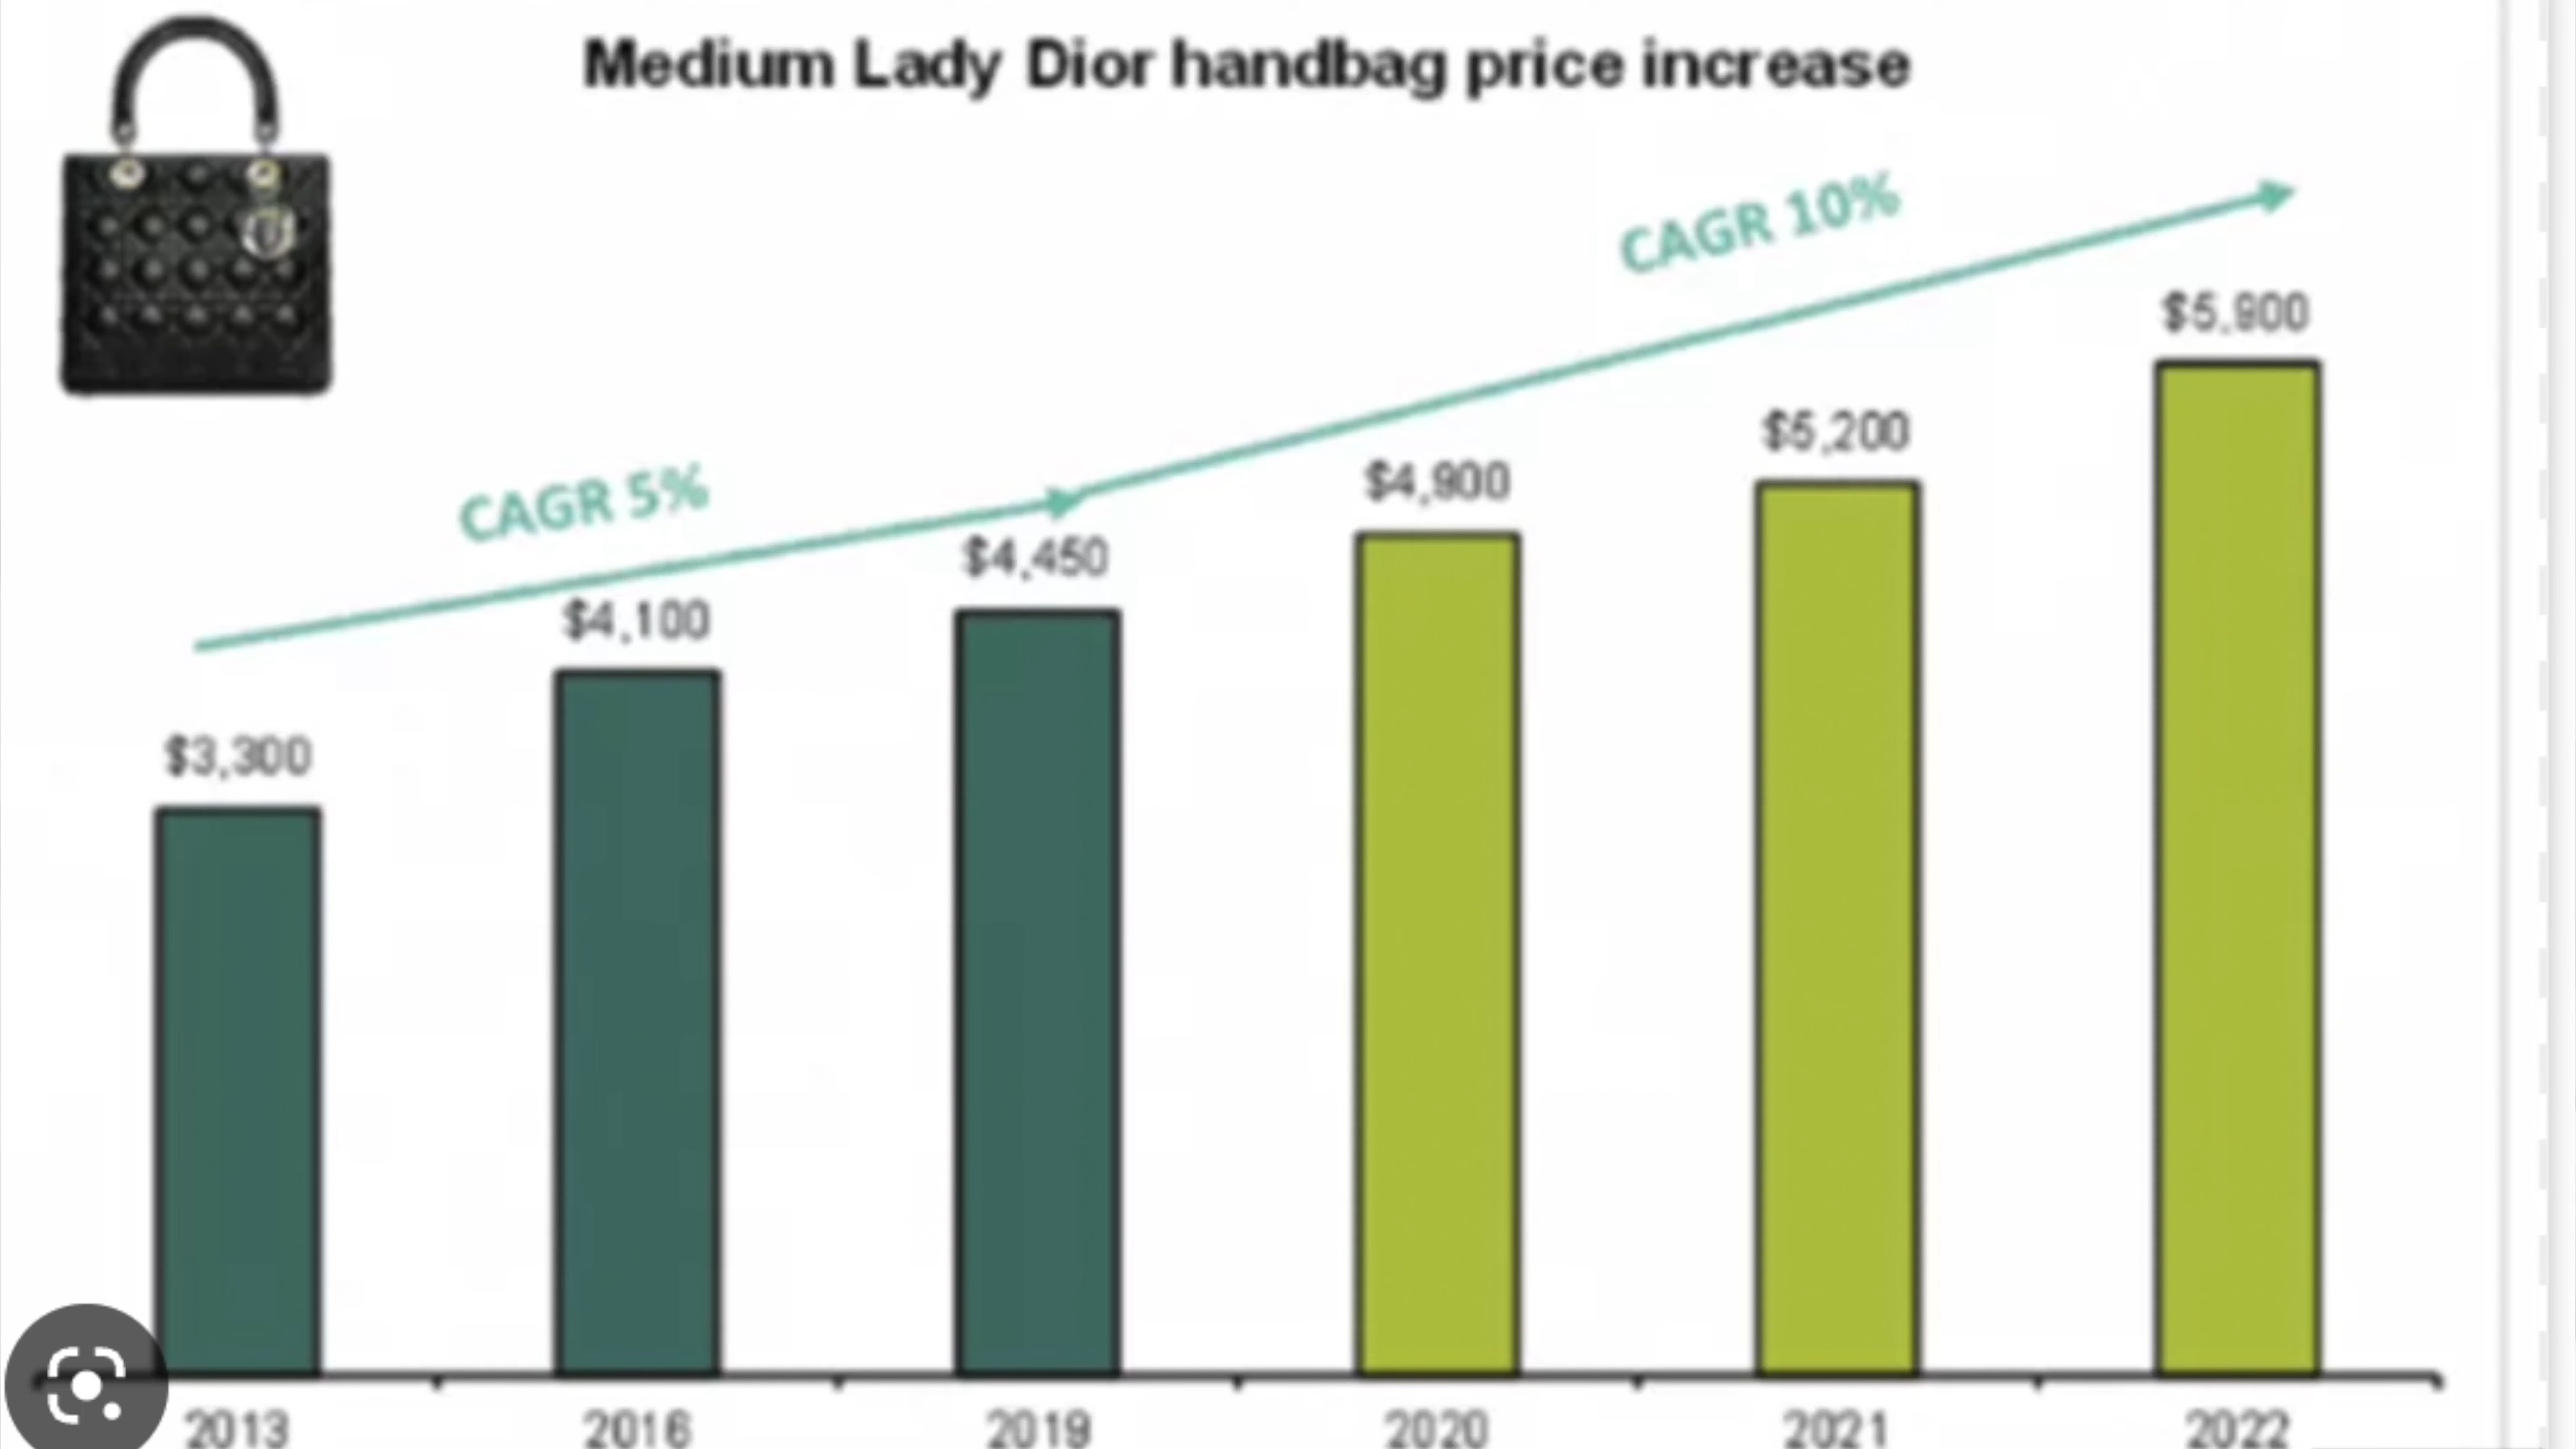 Medium Lady Dior handbag price increase
CAGR 10%
$5,900
$5,200
CAGR 5%
$4,900
$4,450
$4,100
$3,300
2013 2016 2019 2020 2021 2022